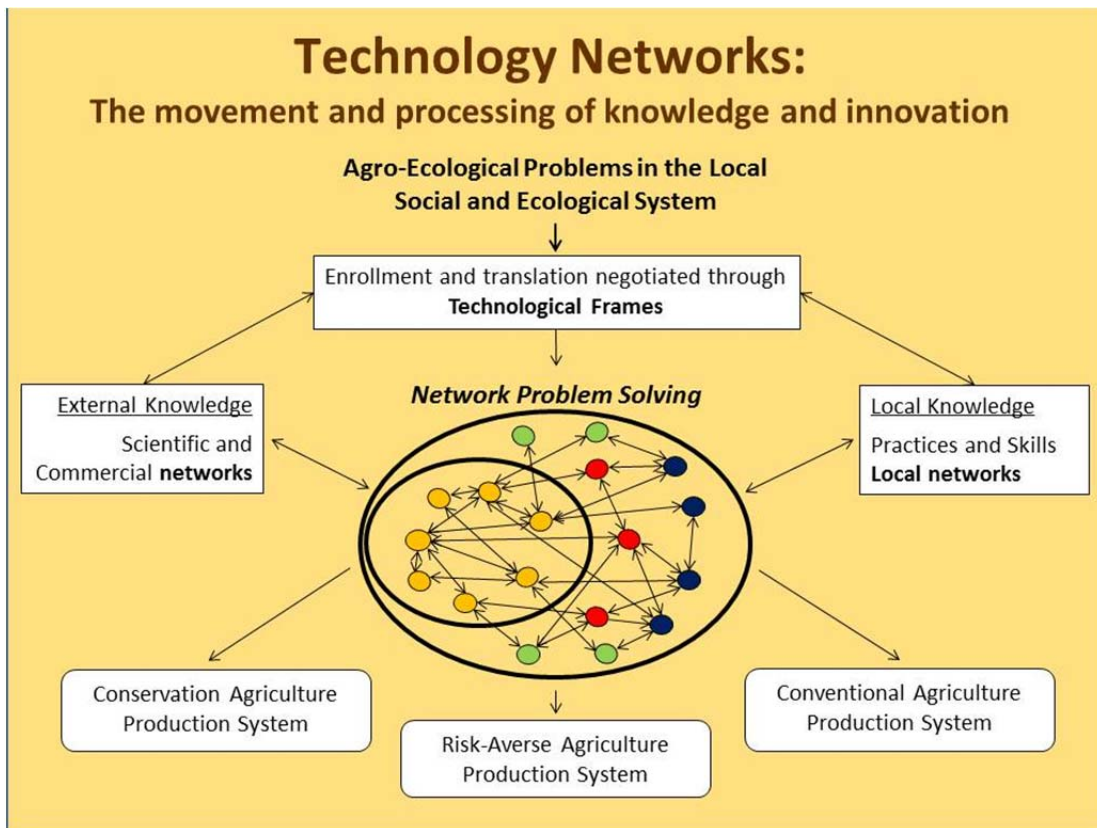 Technology Networks:
The movement and processing of knowledge and innovation
Agro-Ecological Problems in the Local
Social and Ecological System
Enrollment and translation negotiated through
Technological Frames
Network Problem Solving
External Knowledge
Scientific and
Commercial networks
Local Knowledge
Practices and Skills
Local networks
Conservation Agriculture
Production System
Risk-Averse Agriculture
Production System
Conventional Agriculture
Production System